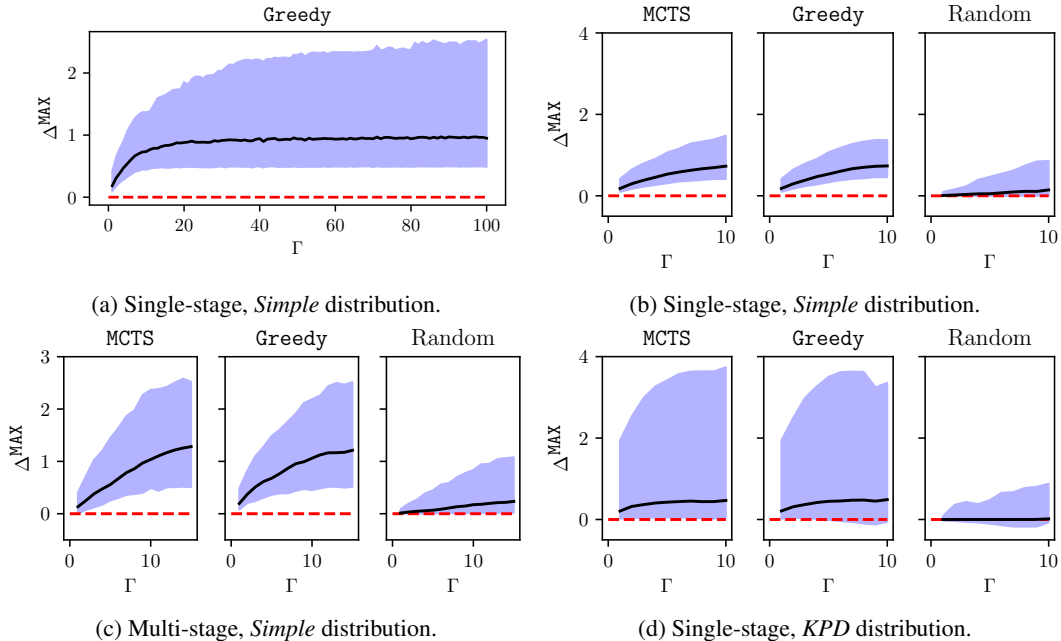 Greedy
2
1
0
Δ^MAX
0 20 40 60 80 100
Γ
(a) Single-stage, Simple distribution.
MCTS Greedy Random
4
2
0
Δ^MAX
0 10 0 10 0 10
Γ Γ Γ
(b) Single-stage, Simple distribution.
MCTS Greedy Random
3
2
1
0
Δ^MAX
0 10 0 10 0 10
Γ Γ Γ
(c) Multi-stage, Simple distribution.
MCTS Greedy Random
4
2
0
Δ^MAX
0 10 0 10 0 10
Γ Γ Γ
(d) Single-stage, KPD distribution.